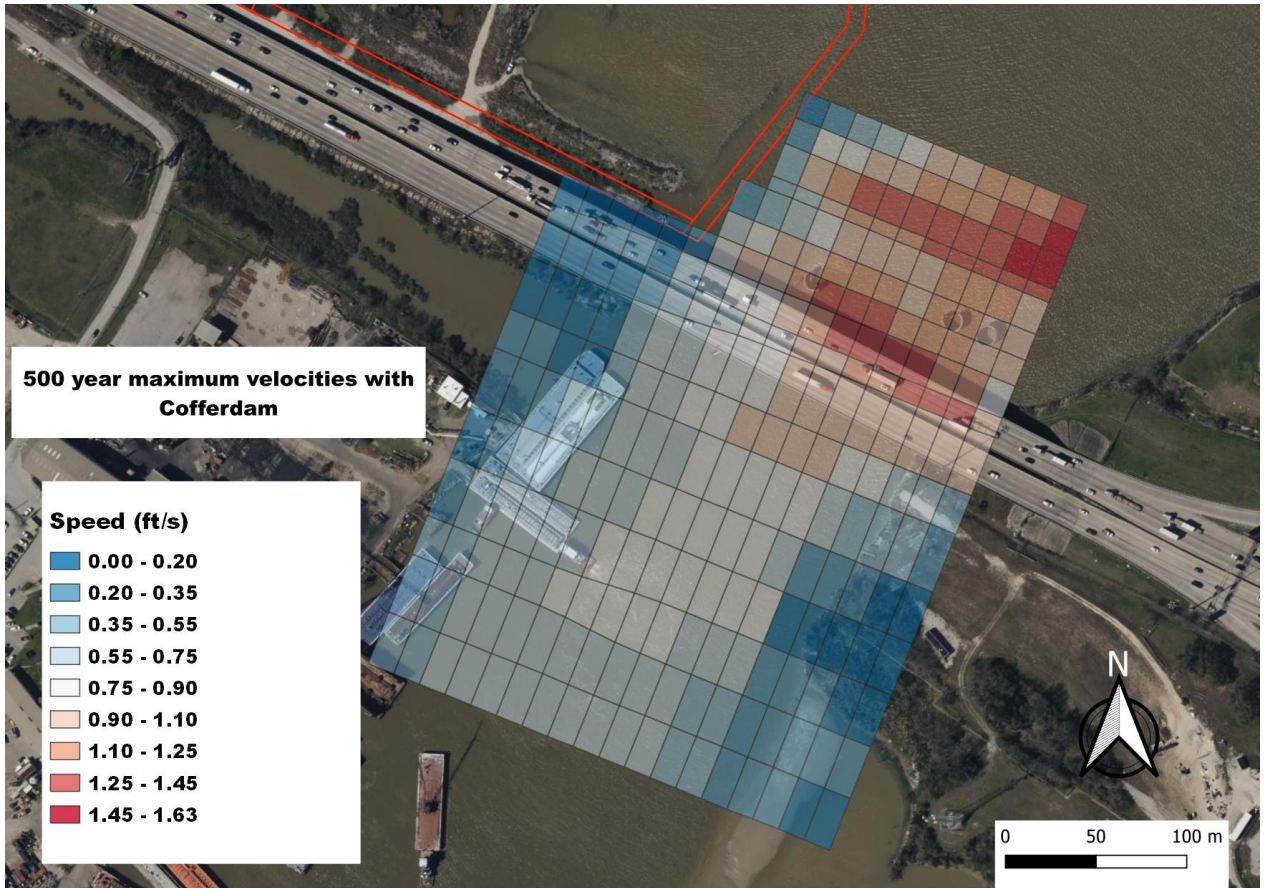 500 year maximum velocities with
Cofferdam
Speed (ft/s)
0.00 - 0.20
0.20 - 0.35
0.35 - 0.55
0.55 - 0.75
0.75 - 0.90
0.90 - 1.10
1.10 - 1.25
1.25 - 1.45
1.45 - 1.63
N
0 50 100 m